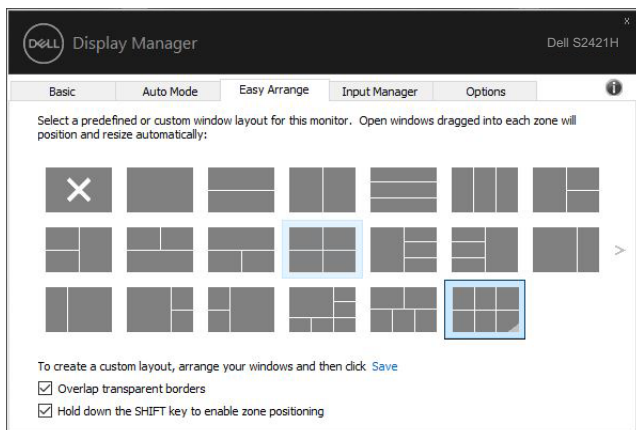 x
DELL Display Manager Dell S2421H
Basic Auto Mode Easy Arrange Input Manager Options
Select a predefined or custom window layout for this monitor. Open windows dragged into each zone will
position and resize automatically:
To create a custom layout, arrange your windows and then click Save
Overlap transparent borders
Hold down the SHIFT key to enable zone positioning